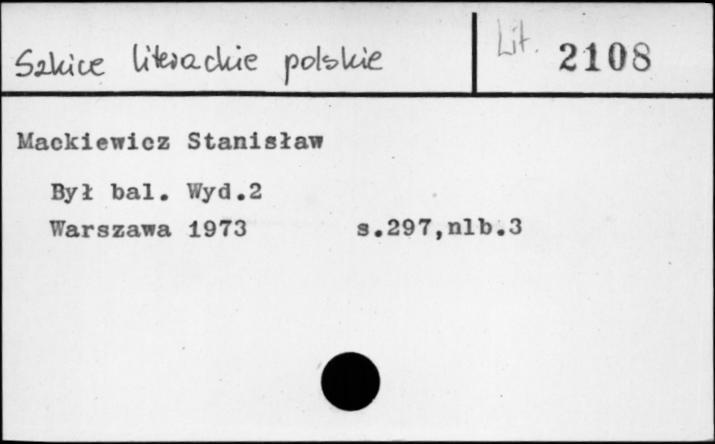 Szkice literackie polskie
Lit. 2108
Mackiewicz Stanisław
Był bal. Wyd.2
Warszawa 1973 s.297,nlb.3